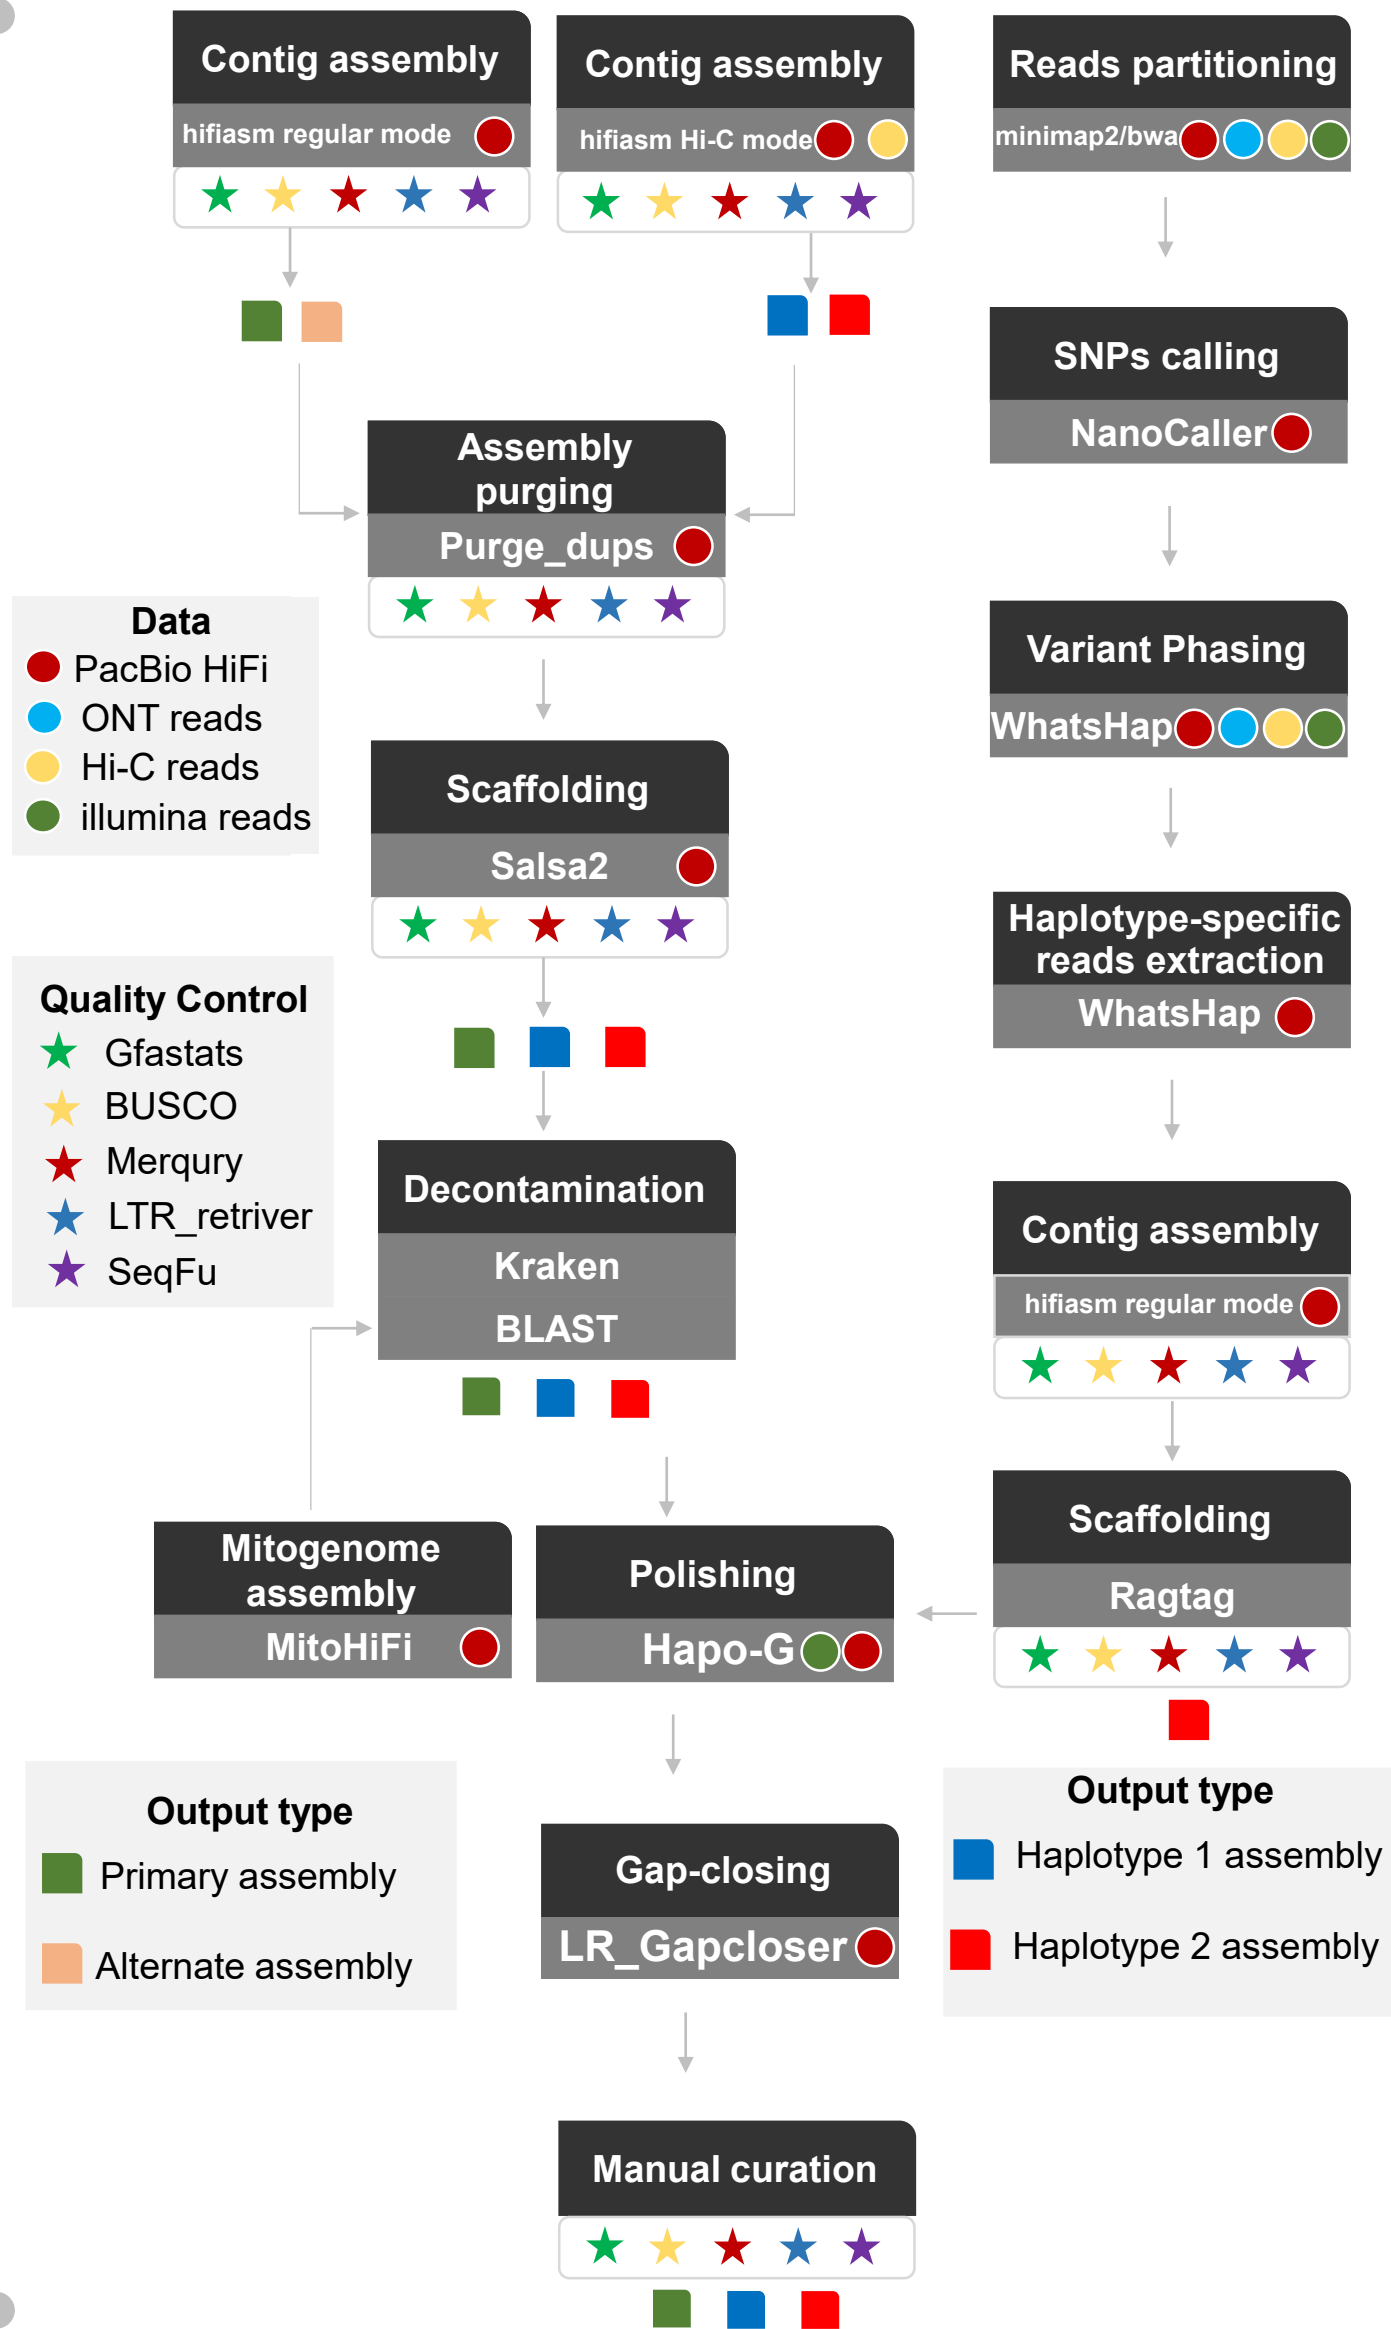 Contig assembly
hifiasm regular mode
Contig assembly
hifiasm Hi-C mode
Reads partitioning
minimap2/bwa
SNPs calling
NanoCaller
Assembly
purging
Purge_dups
Data
PacBio HiFi
ONT reads
Hi-C reads
illumina reads
Variant Phasing
WhatsHap
Scaffolding
Salsa2
Haplotype-specific
reads extraction
WhatsHap
Quality Control
Gfastats
BUSCO
Merqury
LTR_retriver
SeqFu
Decontamination
Kraken
BLAST
Contig assembly
hifiasm regular mode
Mitogenome
assembly
MitoHiFi
Polishing
Hapo-G
Scaffolding
Ragtag
Output type
Primary assembly
Alternate assembly
Gap-closing
LR_Gapcloser
Output type
Haplotype 1 assembly
Haplotype 2 assembly
Manual curation